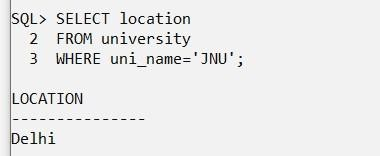 SQL> SELECT location
  2  FROM university
  3  WHERE uni_name='JNU';

LOCATION
---------------
Delhi